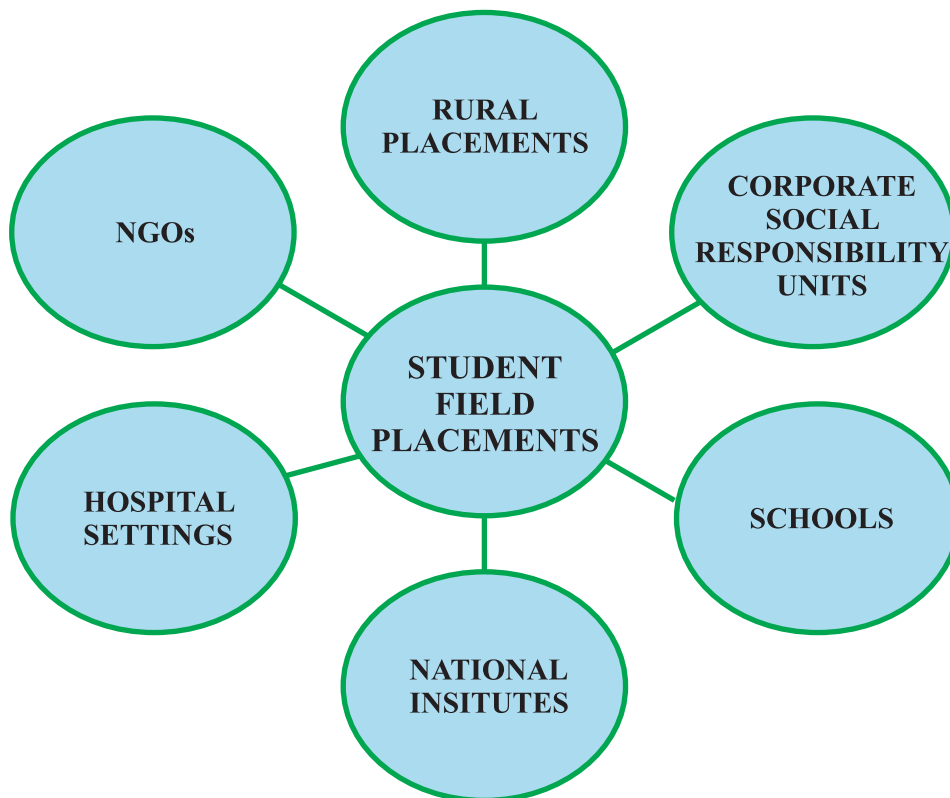 RURAL
PLACEMENTS
CORPORATE
SOCIAL
RESPONSIBILITY
UNITS
NGOs
STUDENT
FIELD
PLACEMENTS
HOSPITAL
SETTINGS
SCHOOLS
NATIONAL
INSITUTES